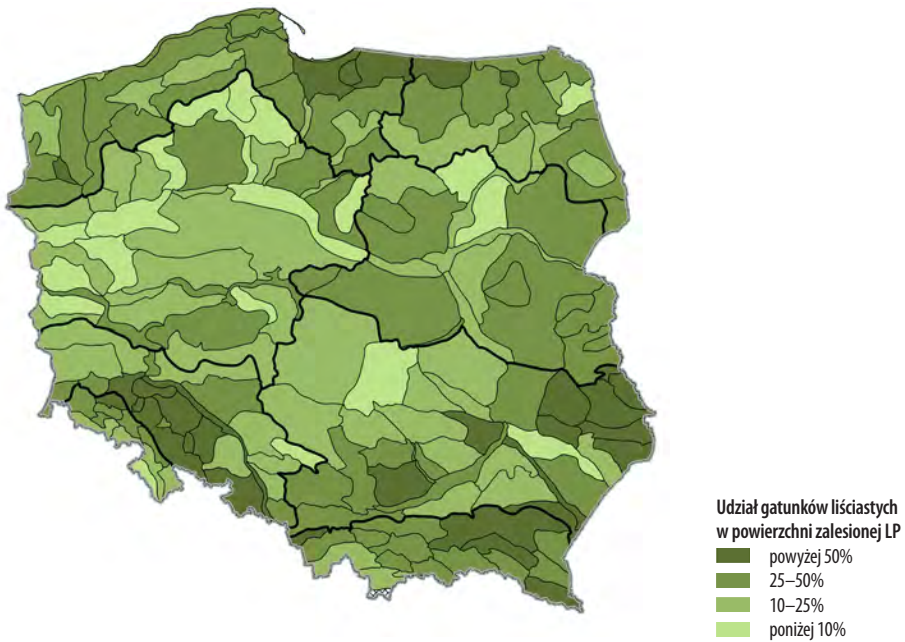 Udział gatunków liściastych
w powierzchni zalesionej LP
powyżej 50%
25–50%
10–25%
poniżej 10%